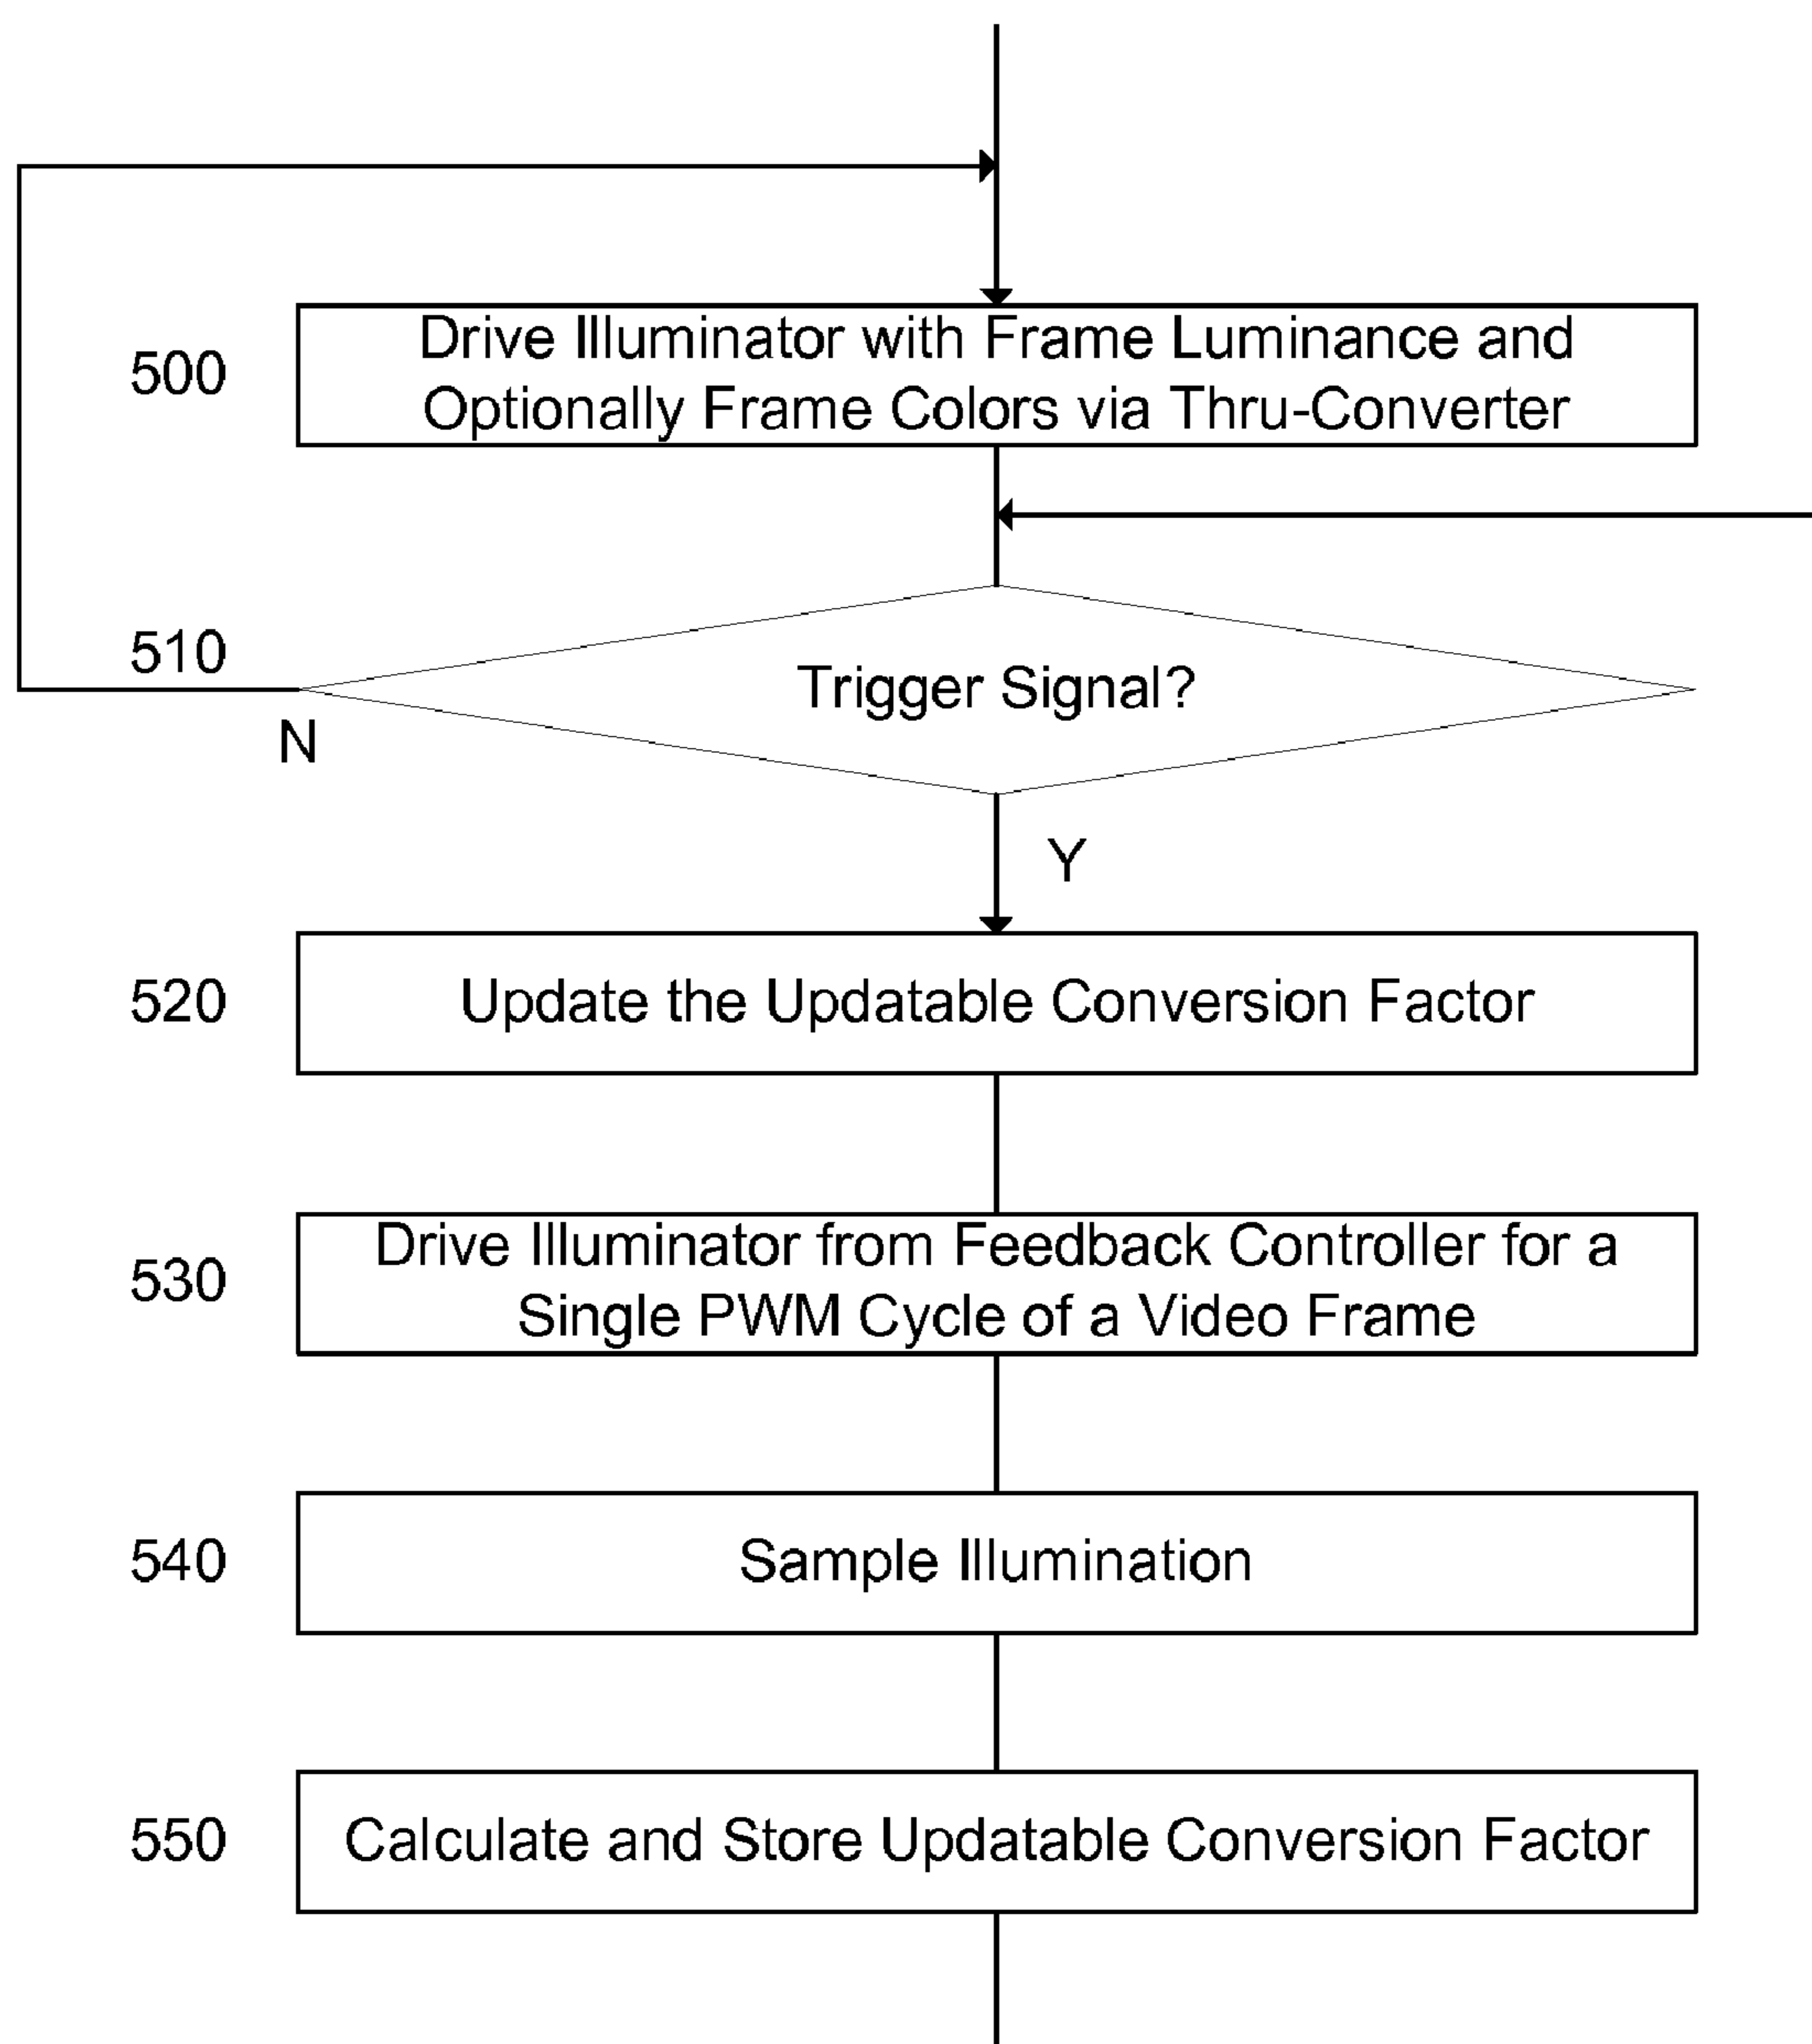 500
Drive Illuminator with Frame Luminance and
Optionally Frame Colors via Thru-Converter
510
Trigger Signal?
N
Y
520
Update the Updatable Conversion Factor
530
Drive Illuminator from Feedback Controller for a
Single PWM Cycle of a Video Frame
540
Sample Illumination
550
Calculate and Store Updatable Conversion Factor